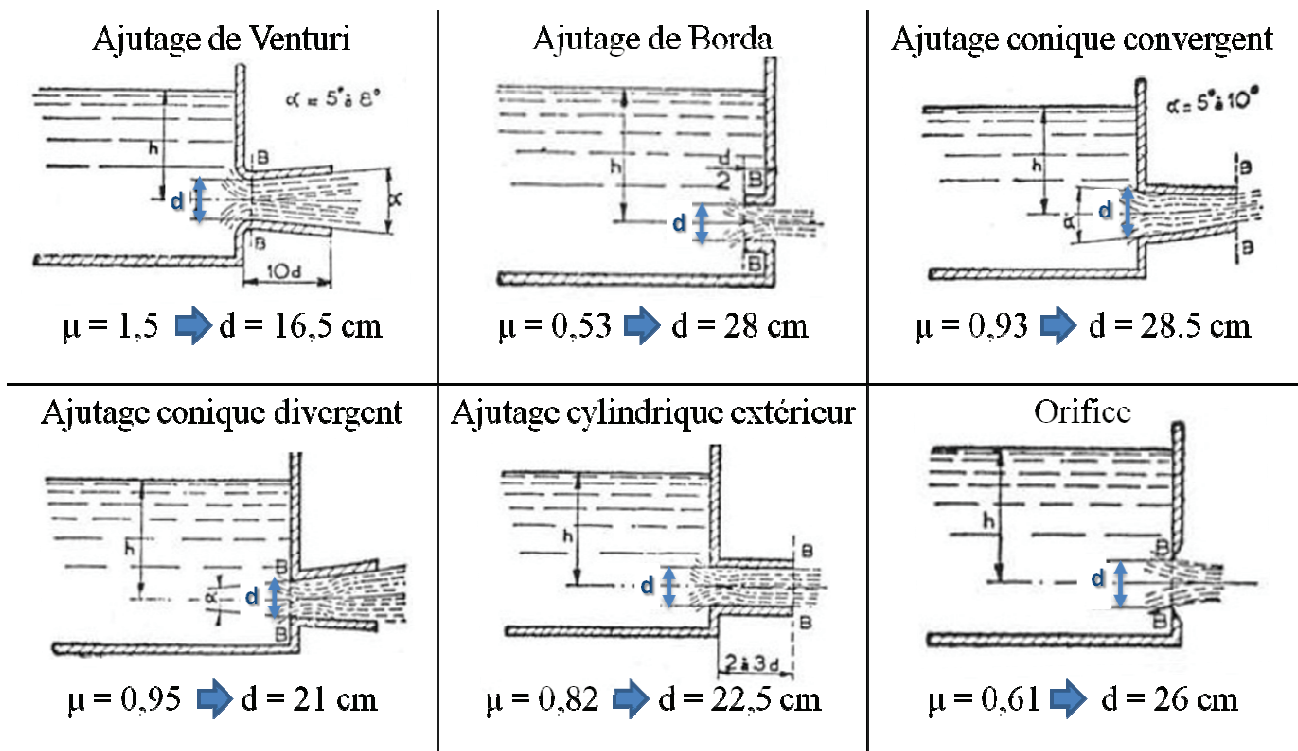 Ajutage de Venturi
α = 5° à 8°
h
B
d
α
B
10d
μ = 1,5 d = 16,5 cm
Ajutage de Borda
h
d
2
B
d
B
μ = 0,53 d = 28 cm
Ajutage conique convergent
α = 5° à 10°
h
B
d
α
B
μ = 0,93 d = 28.5 cm
Ajutage conique divergent
h
B
α
d
B
μ = 0,95 d = 21 cm
Ajutage cylindrique extérieur
h
B
d
B
2 à 3d
μ = 0,82 d = 22,5 cm
Orifice
h
B
d
B
μ = 0,61 d = 26 cm